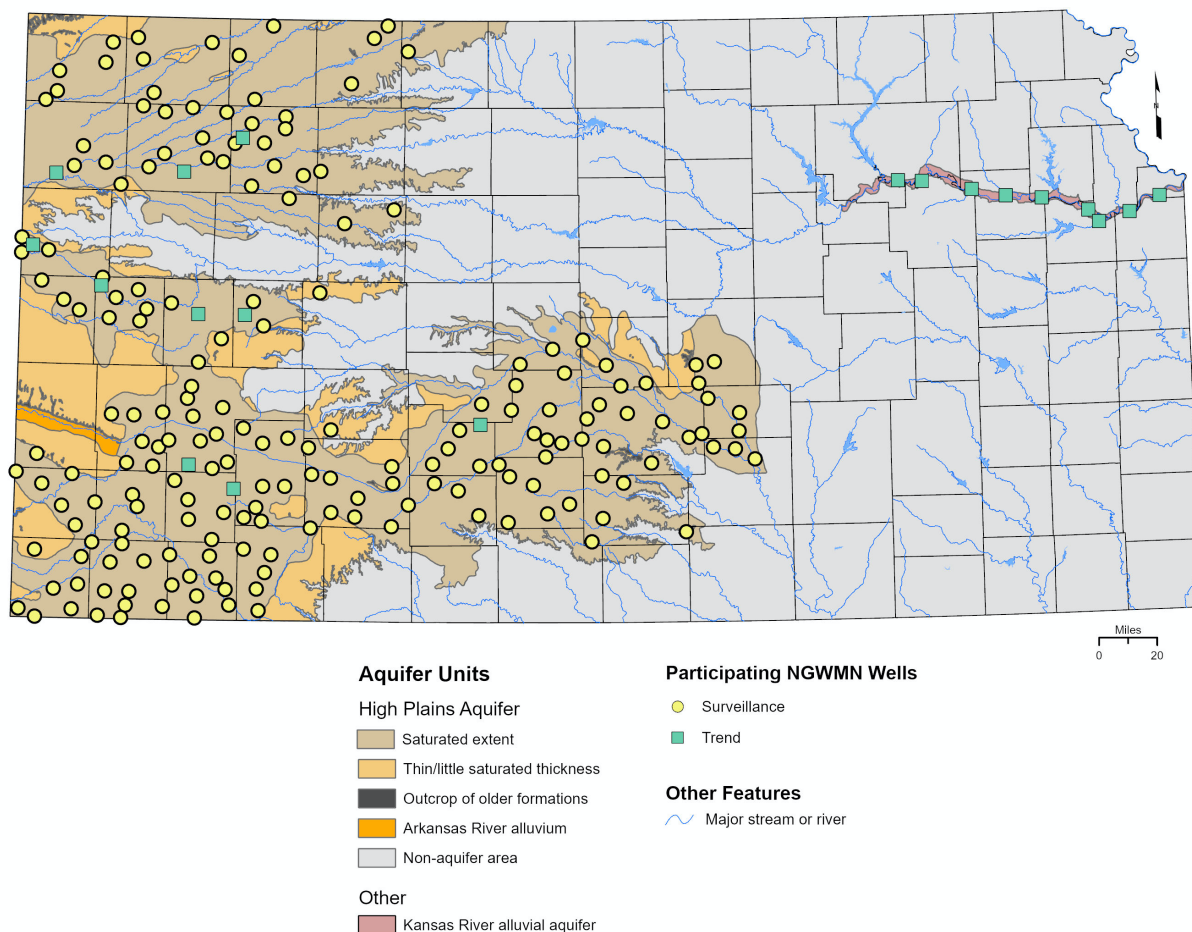 Miles
0 20
Aquifer Units
High Plains Aquifer
Saturated extent
Thin/little saturated thickness
Outcrop of older formations
Arkansas River alluvium
Non-aquifer area
Other
Kansas River alluvial aquifer
Participating NGWMN Wells
Surveillance
Trend
Other Features
Major stream or river